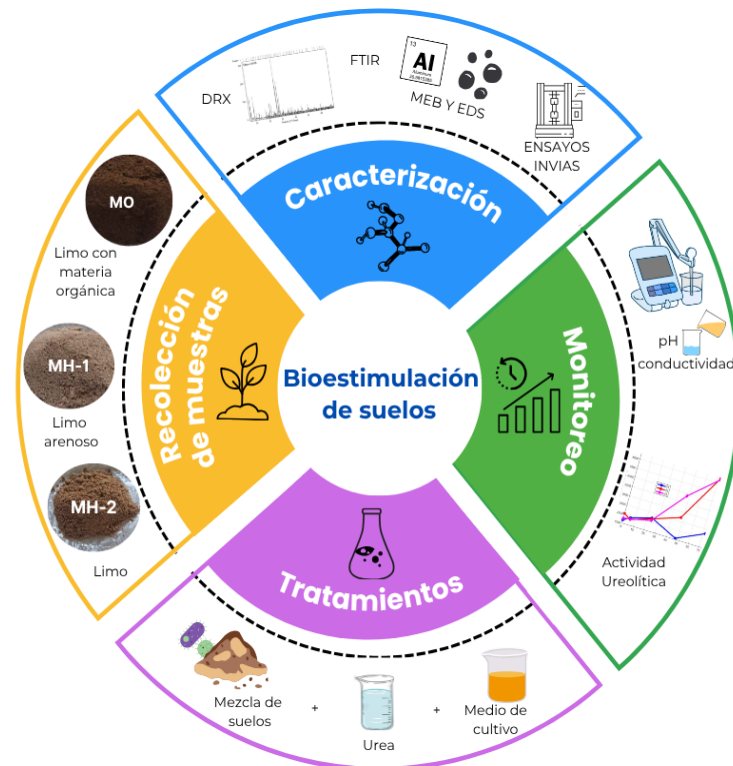 Bioestimulación
de suelos
Caracterización
DRX
FTIR
13
Al
Aluminum
MEB Y EDS
ENSAYOS
INVIAS
Monitoreo
pH
conductividad
Actividad
Ureolítica
Tratamientos
Mezcla de
suelos
+
Urea
+
Medio de
cultivo
Recolección
de muestras
MO
Limo con
materia
orgánica
MH-1
Limo
arenoso
MH-2
Limo